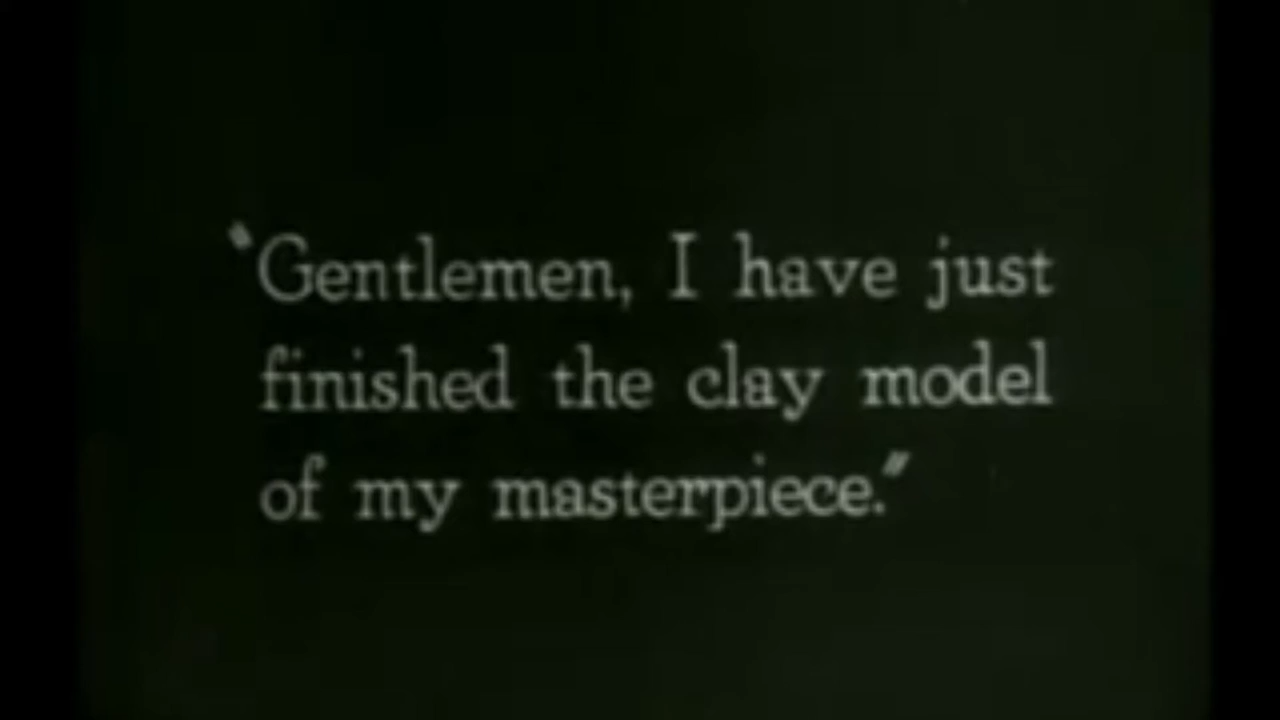 "Gentlemen, I have just
finished the clay model
of my masterpiece."